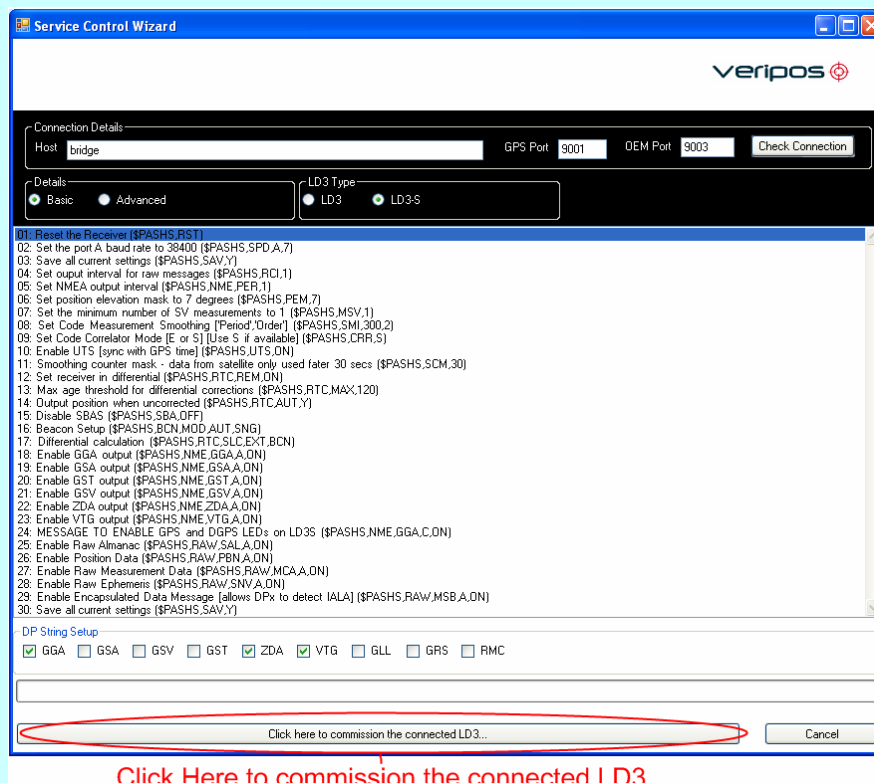 Service Control Wizard
veripos
Connection Details
Host bridge GPS Port 9001 OEM Port 9003 Check Connection
Details LD3 Type
Basic Advanced LD3 LD3-S
01: Reset the Receiver ($PASHS,RST)
02: Set the port A baud rate to 38400 ($PASHS,SPD,A,7)
03: Save all current settings ($PASHS,SAV,Y)
04: Set ouput interval for raw messages ($PASHS,RCI,1)
05: Set NMEA output interval ($PASHS,NME,PER,1)
06: Set position elevation mask to 7 degrees ($PASHS,PEM,7)
07: Set the minimum number of SV measurements to 1 ($PASHS,MSV,1)
08: Set Code Measurement Smoothing ['Period','Order'] ($PASHS,SMI,300,2)
09: Set Code Correlator Mode [E or S] [Use S if available] ($PASHS,CRR,S)
10: Enable UTS [sync with GPS time] ($PASHS,UTS,ON)
11: Smoothing counter mask - data from satellite only used fater 30 secs ($PASHS,SCM,30)
12: Set receiver in differential ($PASHS,RTC,REM,ON)
13: Max age threshold for differential corrections ($PASHS,RTC,MAX,120)
14: Output position when uncorrected ($PASHS,RTC,AUT,Y)
15: Disable SBAS ($PASHS,SBA,OFF)
16: Beacon Setup ($PASHS,BCN,MOD,AUT,SNG)
17: Differential calculation ($PASHS,RTC,SLC,EXT,BCN)
18: Enable GGA output ($PASHS,NME,GGA,A,ON)
19: Enable GSA output ($PASHS,NME,GSA,A,ON)
20: Enable GST output ($PASHS,NME,GST,A,ON)
21: Enable GSV output ($PASHS,NME,GSV,A,ON)
22: Enable ZDA output ($PASHS,NME,ZDA,A,ON)
23: Enable VTG output ($PASHS,NME,VTG,A,ON)
24: MESSAGE TO ENABLE GPS and DGPS LEDs on LD3S ($PASHS,NME,GGA,C,ON)
25: Enable Raw Almanac ($PASHS,RAW,SAL,A,ON)
26: Enable Position Data ($PASHS,RAW,PBN,A,ON)
27: Enable Raw Measurement Data ($PASHS,RAW,MCA,A,ON)
28: Enable Raw Ephemeris ($PASHS,RAW,SNV,A,ON)
29: Enable Encapsulated Data Message [allows DPx to detect IALA] ($PASHS,RAW,MSB,A,ON)
30: Save all current settings ($PASHS,SAV,Y)
DP String Setup
GGA GSA GSV GST ZDA VTG GLL GRS RMC
Click here to commission the connected LD3... Cancel
Click Here to commission the connected LD3